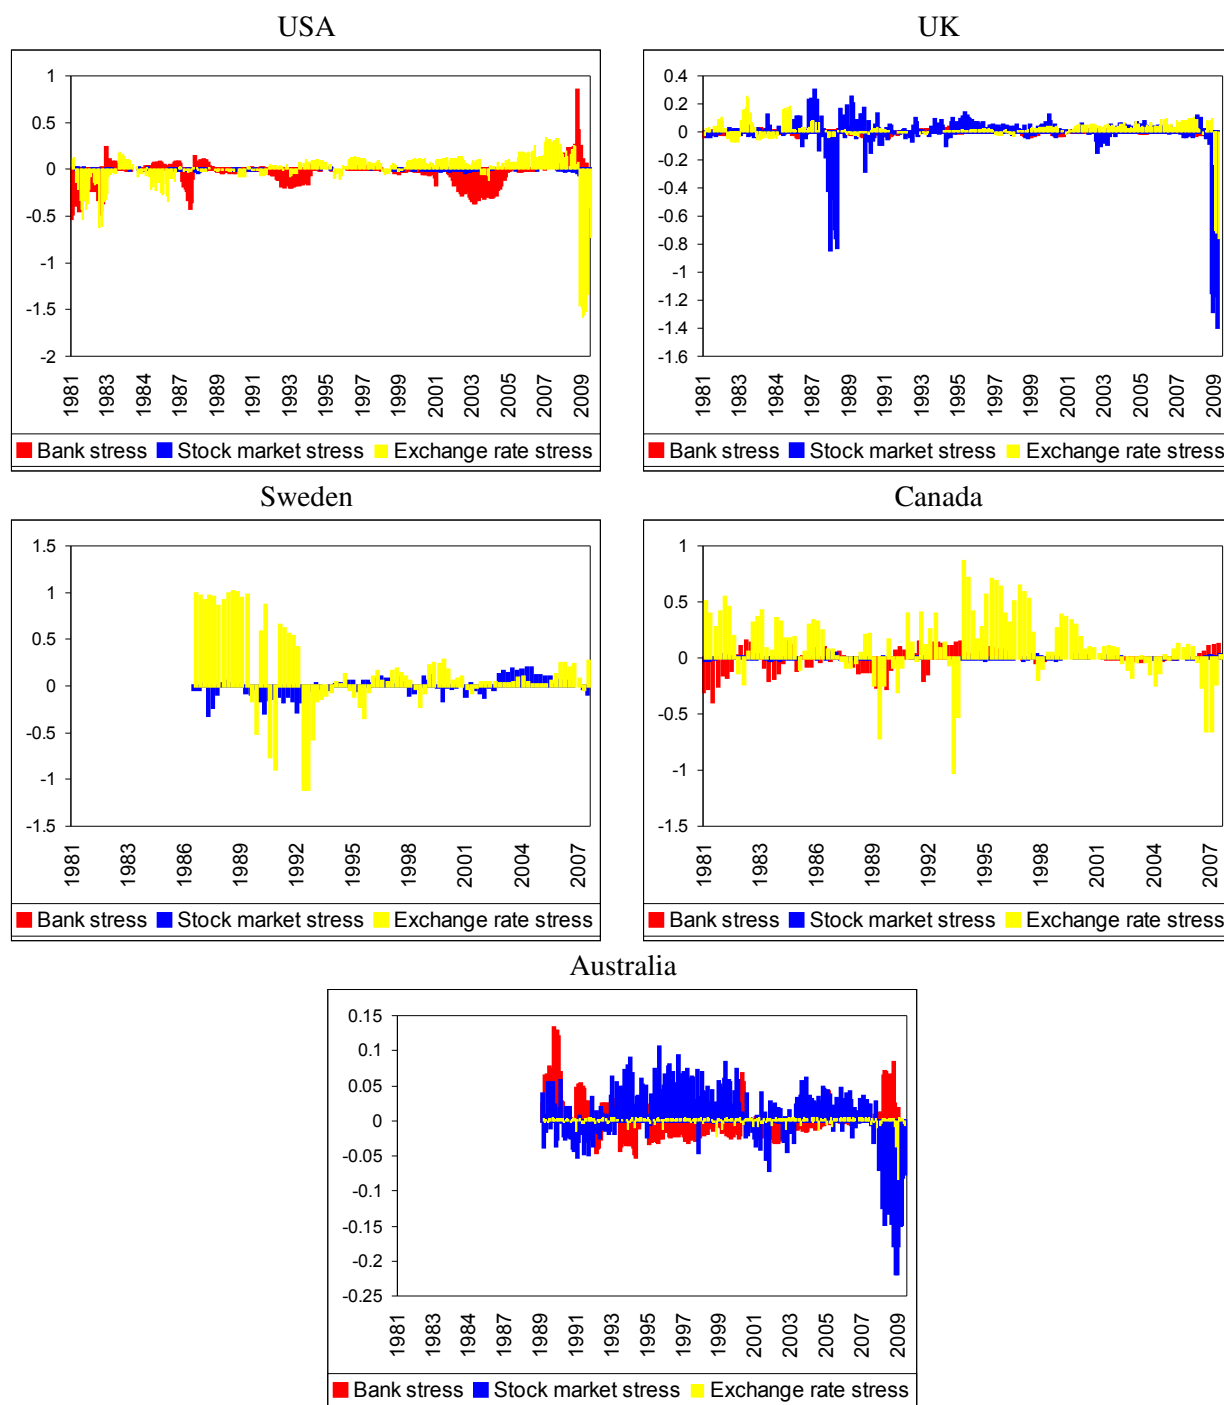 USA
1
0.5
0
-0.5
-1
-1.5
-2
1981 1983 1984 1987 1989 1991 1993 1995 1997 1999 2001 2003 2005 2007 2009
Bank stress Stock market stress Exchange rate stress
UK
0.4
0.2
0
-0.2
-0.4
-0.6
-0.8
-1
-1.2
-1.4
-1.6
1981 1983 1984 1987 1989 1991 1993 1995 1997 1999 2001 2003 2005 2007 2009
Bank stress Stock market stress Exchange rate stress
Sweden
1.5
1
0.5
0
-0.5
-1
-1.5
1981 1983 1986 1989 1992 1995 1998 2001 2004 2007
Bank stress Stock market stress Exchange rate stress
Canada
1
0.5
0
-0.5
-1
-1.5
1981 1983 1986 1989 1992 1995 1998 2001 2004 2007
Bank stress Stock market stress Exchange rate stress
Australia
0.15
0.1
0.05
0
-0.05
-0.1
-0.15
-0.2
-0.25
1981 1983 1984 1987 1989 1991 1993 1995 1997 1999 2001 2003 2005 2007 2009
Bank stress Stock market stress Exchange rate stress